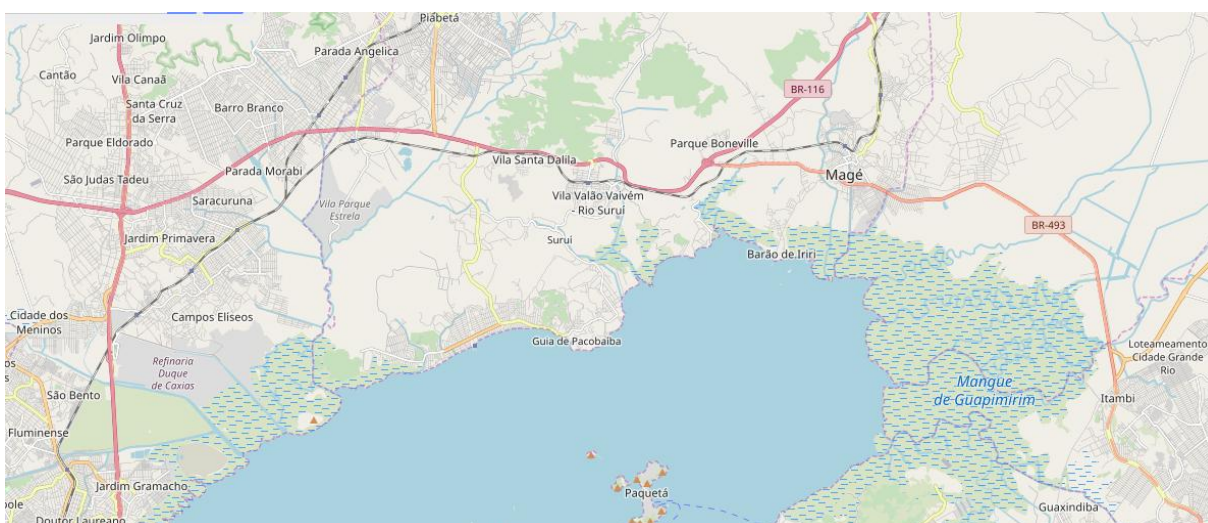 Piabetá
Jardim Olimpo
Parada Angelica
Cantão
Vila Canaã
BR-116
Santa Cruz
da Serra
Barro Branco
Parque Eldorado
Parque Boneville
Vila Santa Dalila
Parada Morabi
São Judas Tadeu
Magé
Saracuruna
Vila Parque
Estrela
Vila Valão Vaivém
- Rio Suruí
BR-493
Jardim Primavera
Suruí
Barão de Iriri
Cidade dos
Meninos
Campos Elíseos
Guia de Pacobaíba
Loteameamento
Cidade Grande
Rio
Refinaria
Duque
de Caxias
Mangue
de Guapimirim
São Bento
Itambi
Fluminense
Jardim Gramacho
Paquetá
Guaxindiba
Doutor Laureano